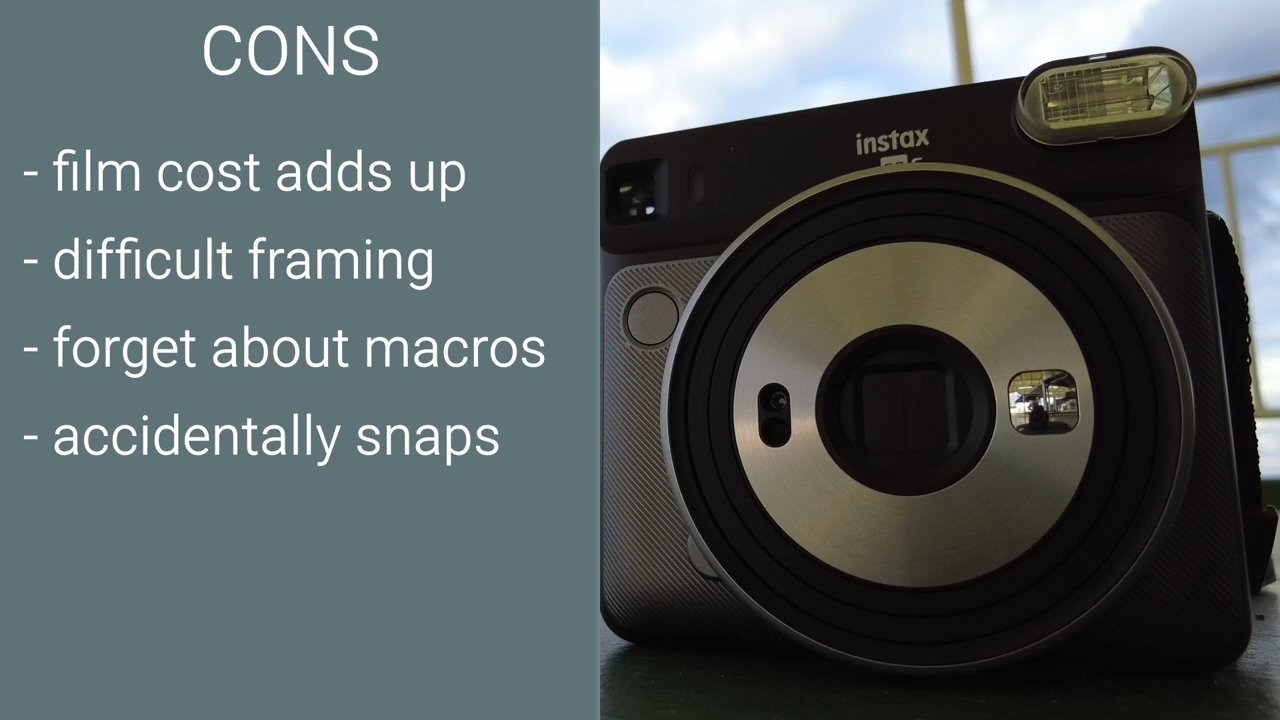 CONS
- film cost adds up
- difficult framing
- forget about macros
- accidentally snaps
instax